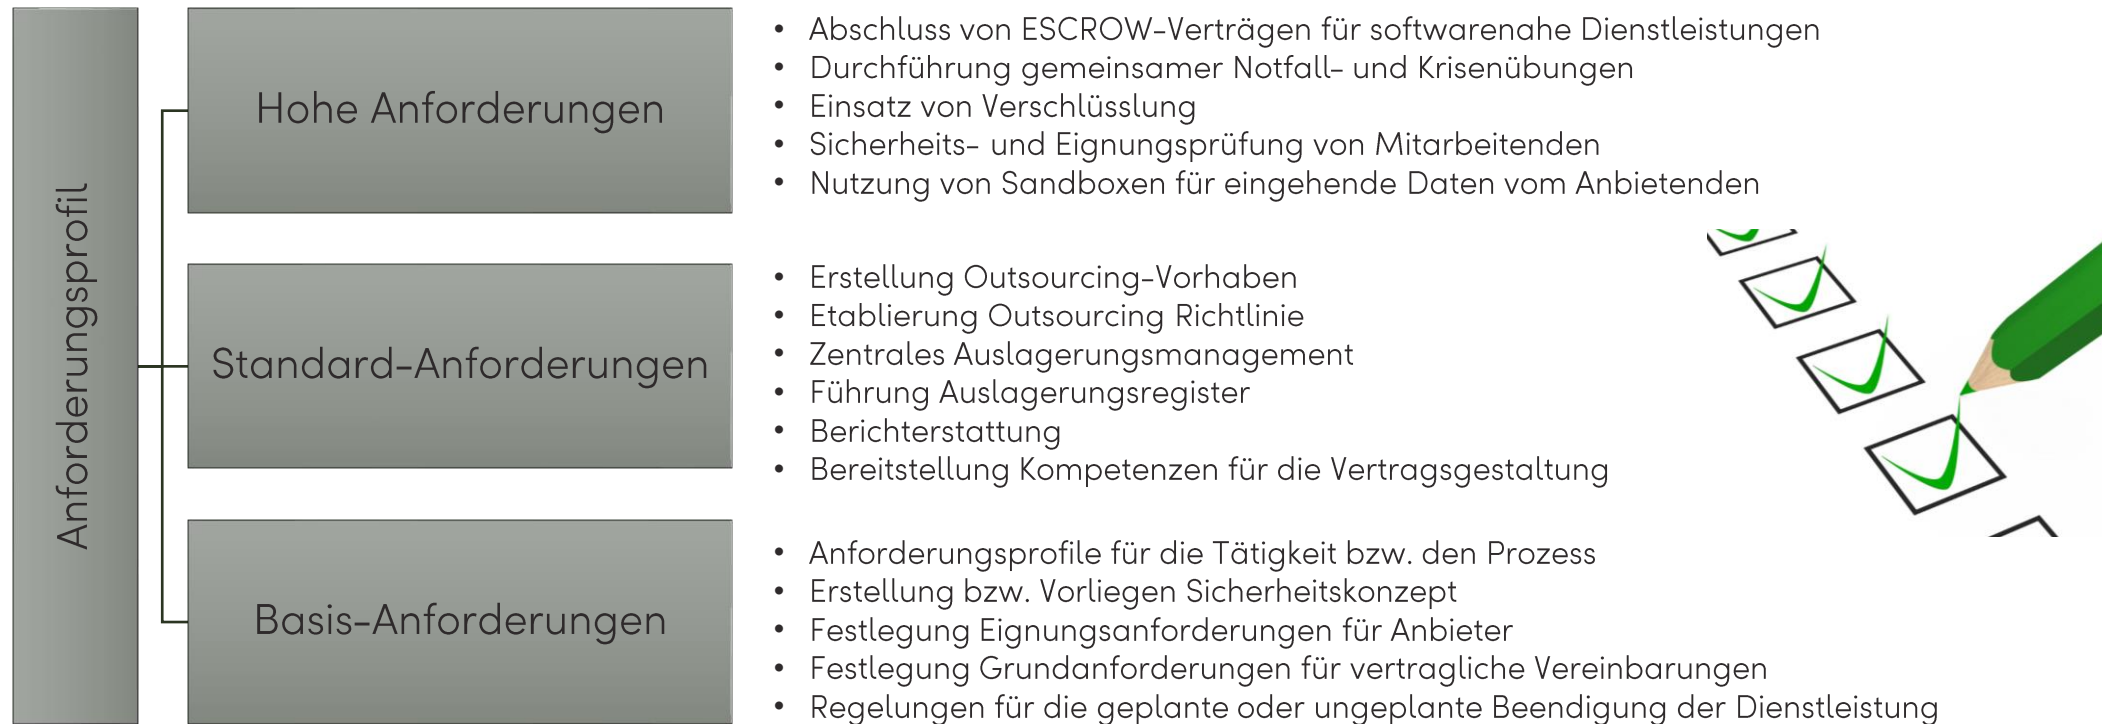 Anforderungsprofil
Hohe Anforderungen
• Abschluss von ESCROW-Verträgen für softwarenahe Dienstleistungen
• Durchführung gemeinsamer Notfall- und Krisenübungen
• Einsatz von Verschlüsslung
• Sicherheits- und Eignungsprüfung von Mitarbeitenden
• Nutzung von Sandboxen für eingehende Daten vom Anbietenden
Standard-Anforderungen
• Erstellung Outsourcing-Vorhaben
• Etablierung Outsourcing Richtlinie
• Zentrales Auslagerungsmanagement
• Führung Auslagerungsregister
• Berichterstattung
• Bereitstellung Kompetenzen für die Vertragsgestaltung
Basis-Anforderungen
• Anforderungsprofile für die Tätigkeit bzw. den Prozess
• Erstellung bzw. Vorliegen Sicherheitskonzept
• Festlegung Eignungsanforderungen für Anbieter
• Festlegung Grundanforderungen für vertragliche Vereinbarungen
• Regelungen für die geplante oder ungeplante Beendigung der Dienstleistung